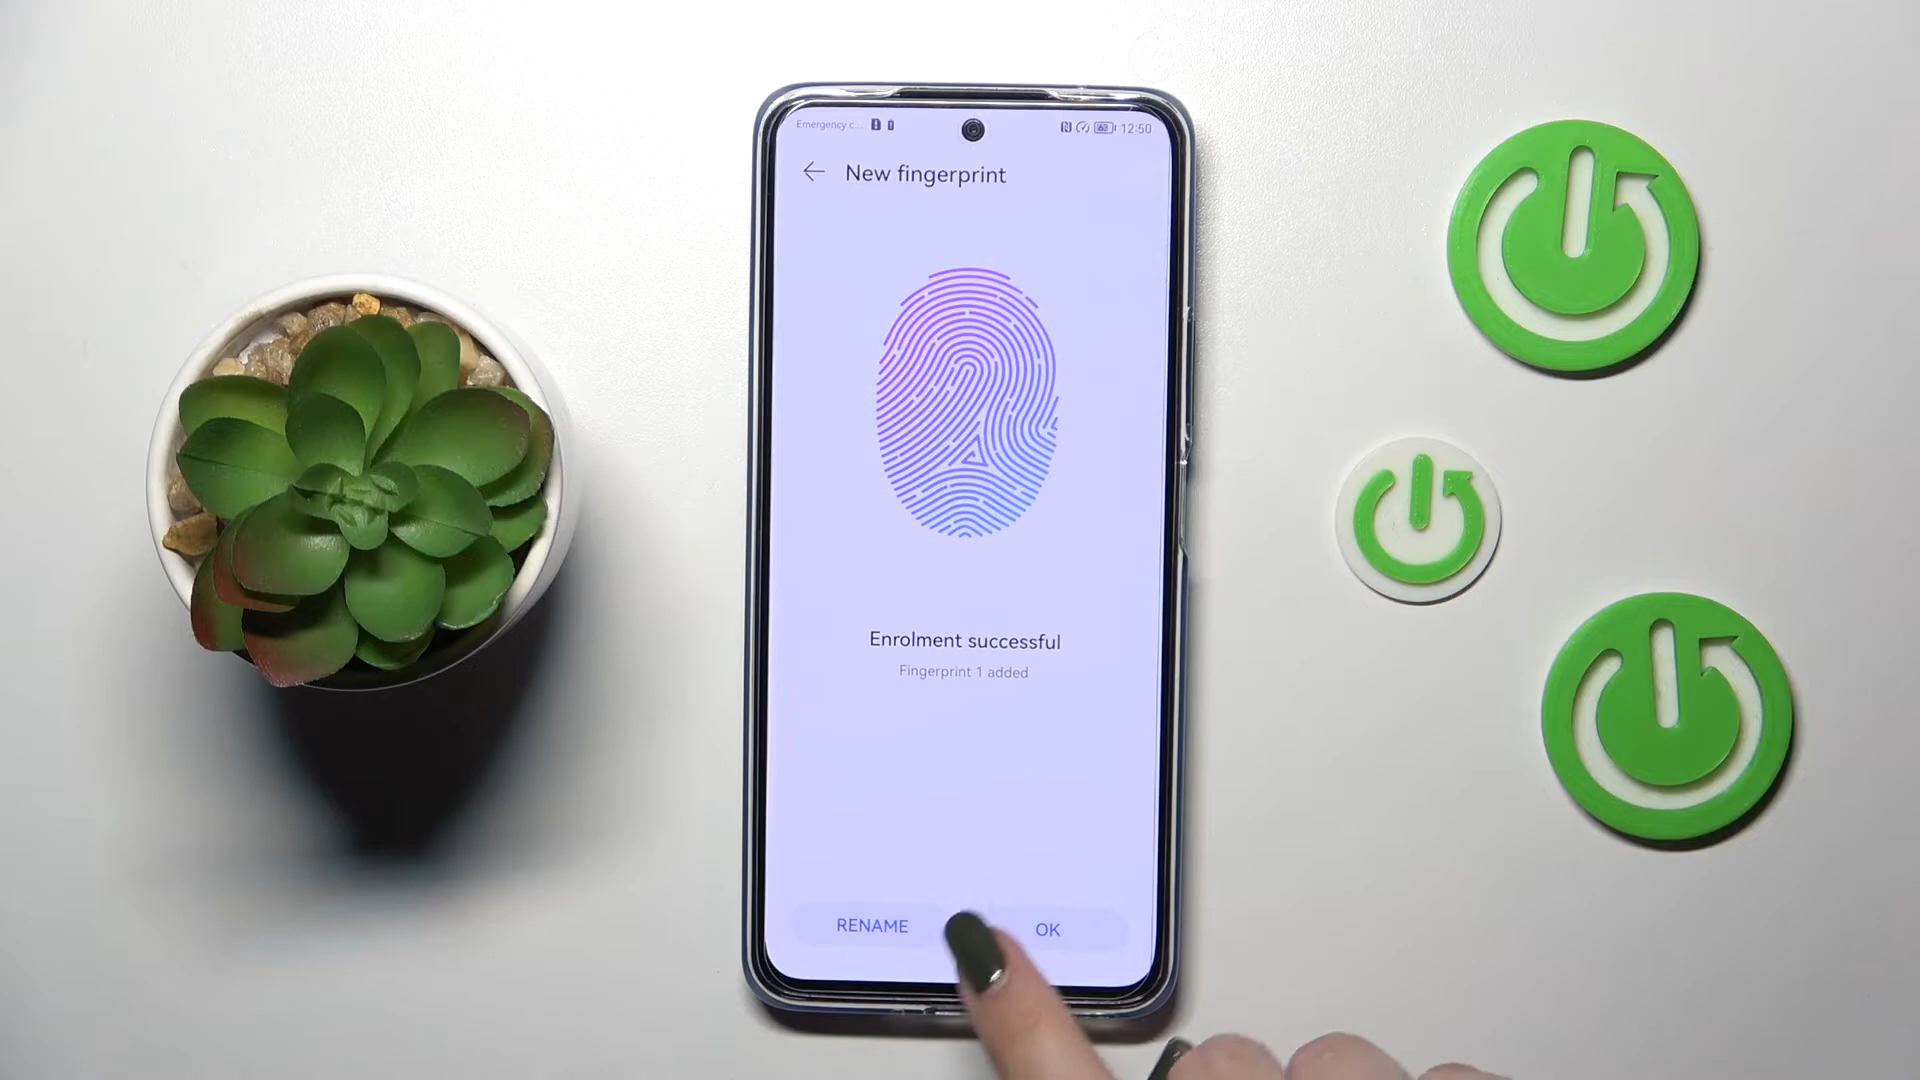 Emergency c...
12:50
New fingerprint
Enrolment successful
Fingerprint 1 added
RENAME
OK